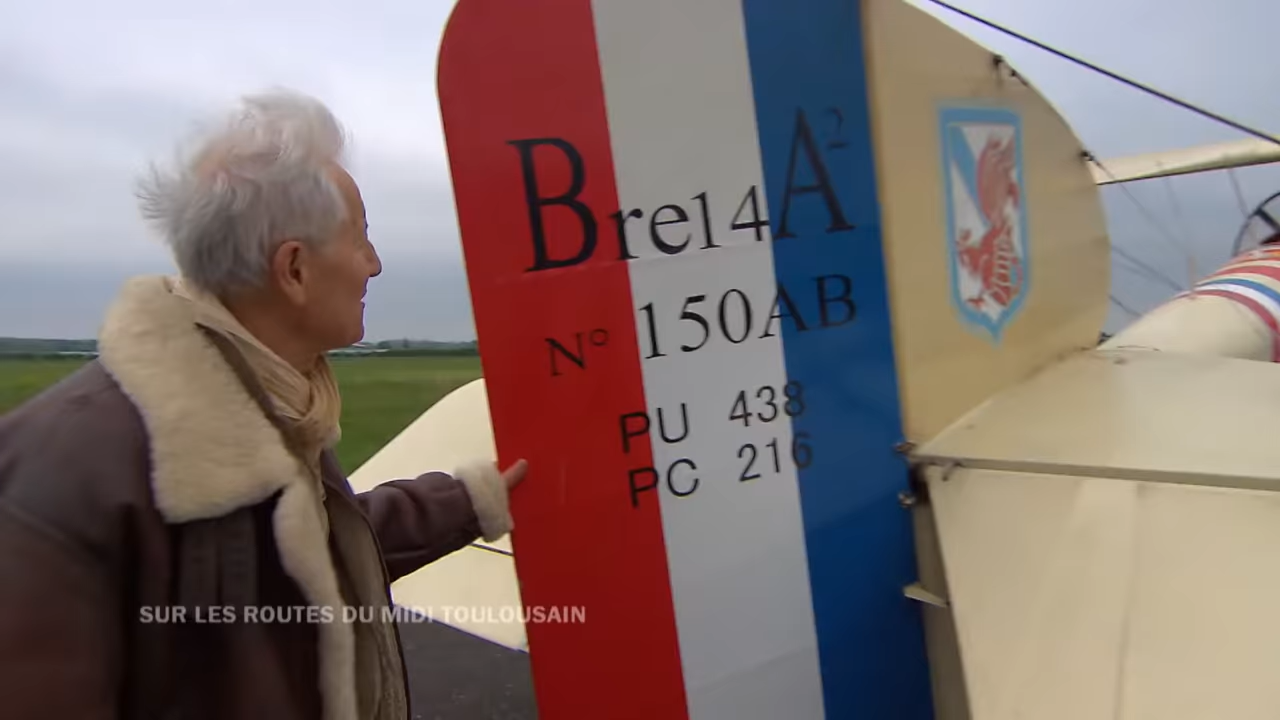 Bre14A²
N° 150AB
PU 438
PC 216
SUR LES ROUTES DU MIDI TOULOUSAIN